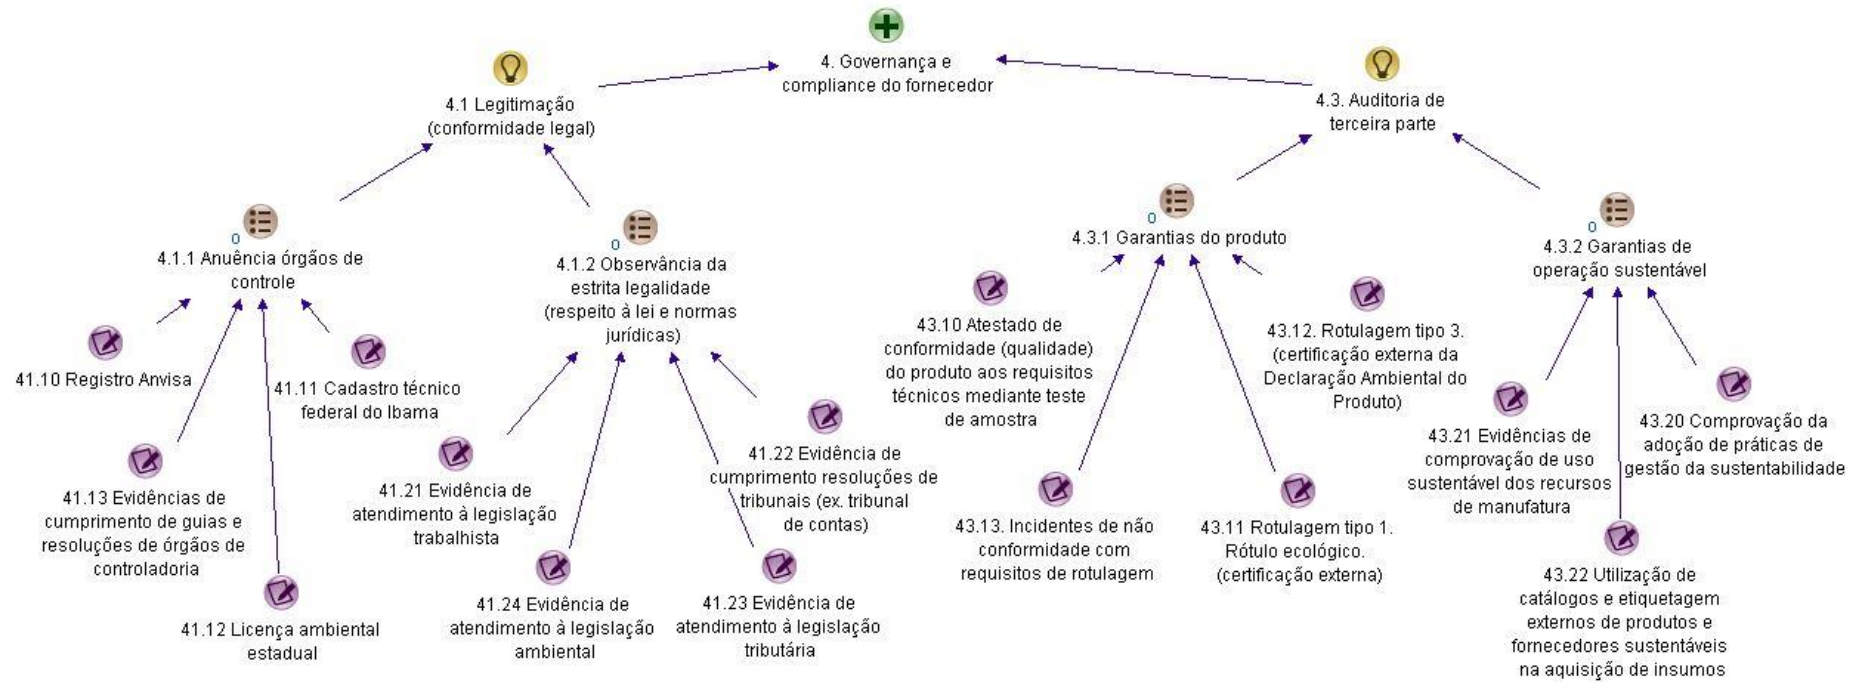 4. Governança e
compliance do fornecedor
4.1 Legitimação
(conformidade legal)
4.3. Auditoria de
terceira parte
0
4.1.1 Anuência órgãos de
controle
0
4.1.2 Observância da
estrita legalidade
(respeito à lei e normas
jurídicas)
0
4.3.1 Garantias do produto
0
4.3.2 Garantias de
operação sustentável
41.10 Registro Anvisa
41.11 Cadastro técnico
federal do Ibama
41.13 Evidências de
cumprimento de guias e
resoluções de órgãos de
controladoria
41.12 Licença ambiental
estadual
41.21 Evidência de
atendimento à legislação
trabalhista
41.22 Evidência de
cumprimento resoluções de
tribunais (ex. tribunal
de contas)
41.24 Evidência de
atendimento à legislação
ambiental
41.23 Evidência de
atendimento à legislação
tributária
43.10 Atestado de
conformidade (qualidade)
do produto aos requisitos
técnicos mediante teste
de amostra
43.12. Rotulagem tipo 3.
(certificação externa da
Declaração Ambiental do
Produto)
43.13. Incidentes de não
conformidade com
requisitos de rotulagem
43.11 Rotulagem tipo 1.
Rótulo ecológico.
(certificação externa)
43.21 Evidências de
comprovação de uso
sustentável dos recursos
de manufatura
43.20 Comprovação da
adoção de práticas de
gestão da sustentabilidade
43.22 Utilização de
catálogos e etiquetagem
externos de produtos e
fornecedores sustentáveis
na aquisição de insumos